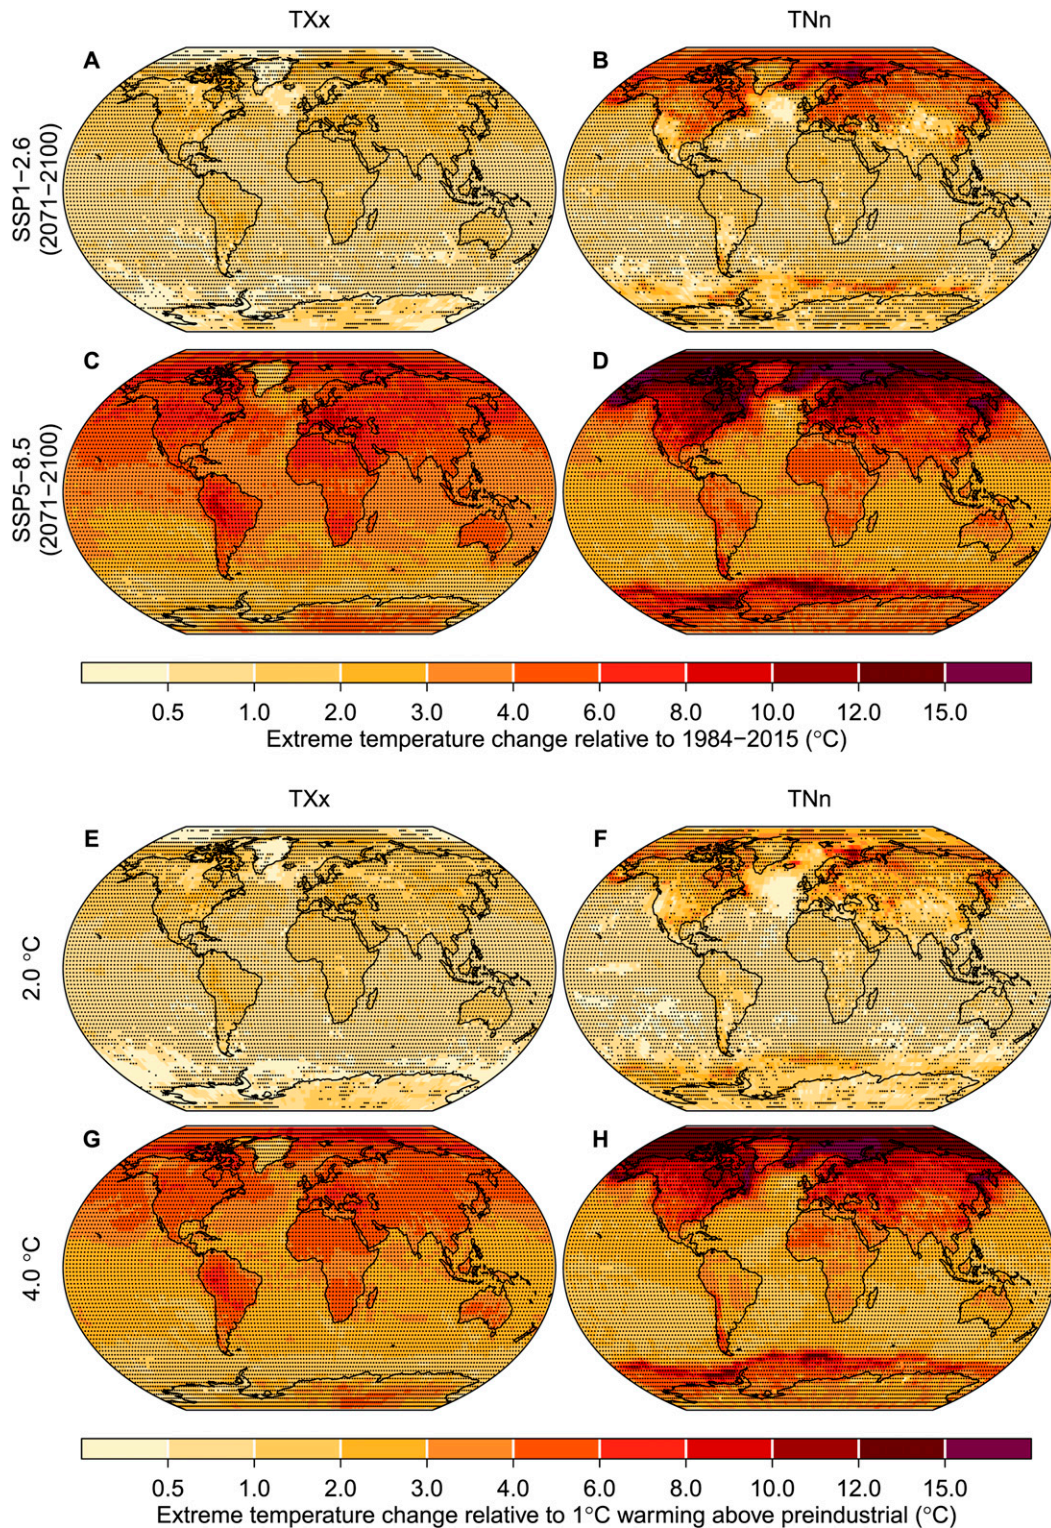 TXx TNn
A B
SSP1−2.6
(2071−2100)
C D
SSP5−8.5
(2071−2100)
0.5 1.0 2.0 3.0 4.0 6.0 8.0 10.0 12.0 15.0
Extreme temperature change relative to 1984−2015 (°C)
TXx TNn
E F
2.0 °C
G H
4.0 °C
0.5 1.0 2.0 3.0 4.0 6.0 8.0 10.0 12.0 15.0
Extreme temperature change relative to 1°C warming above preindustrial (°C)